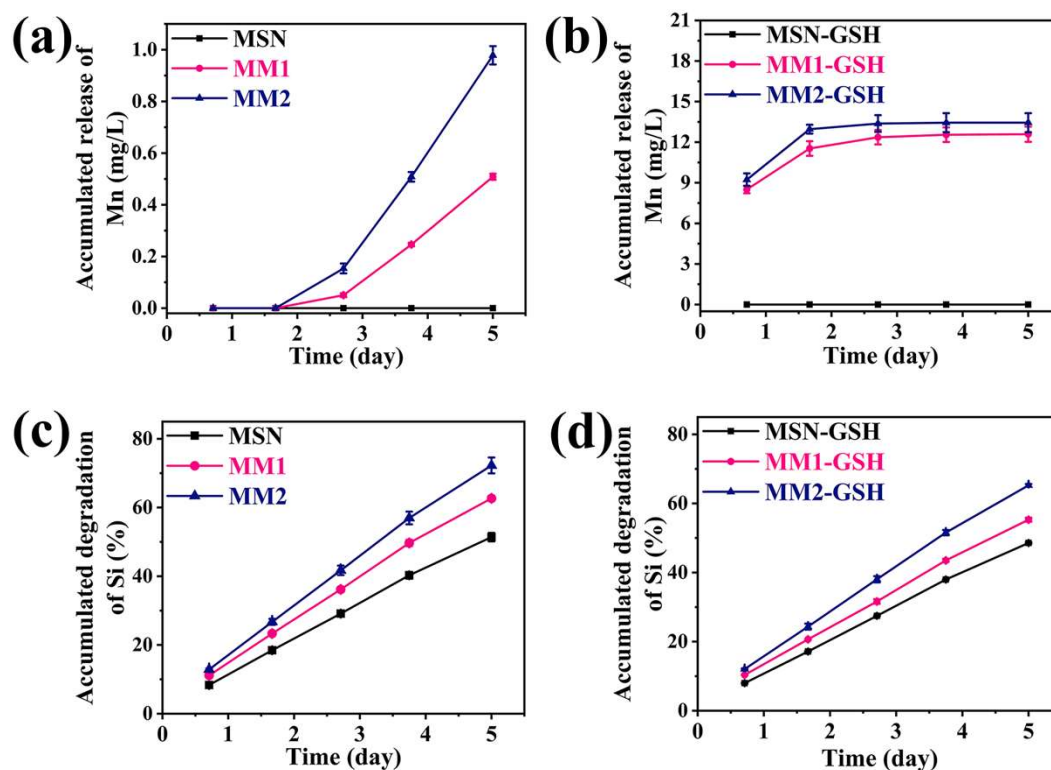 (a)
MSN
MM1
MM2
Accumulated release of
Mn (mg/L)
1.0
0.8
0.6
0.4
0.2
0.0
0 1 2 3 4 5
Time (day)
(b)
MSN-GSH
MM1-GSH
MM2-GSH
Accumulated release of
Mn (mg/L)
21
18
15
12
9
6
3
0
0 1 2 3 4 5
Time (day)
(c)
MSN
MM1
MM2
Accumulated degradation
of Si (%)
80
60
40
20
0
0 1 2 3 4 5
Time (day)
(d)
MSN-GSH
MM1-GSH
MM2-GSH
Accumulated degradation
of Si (%)
80
60
40
20
0
0 1 2 3 4 5
Time (day)